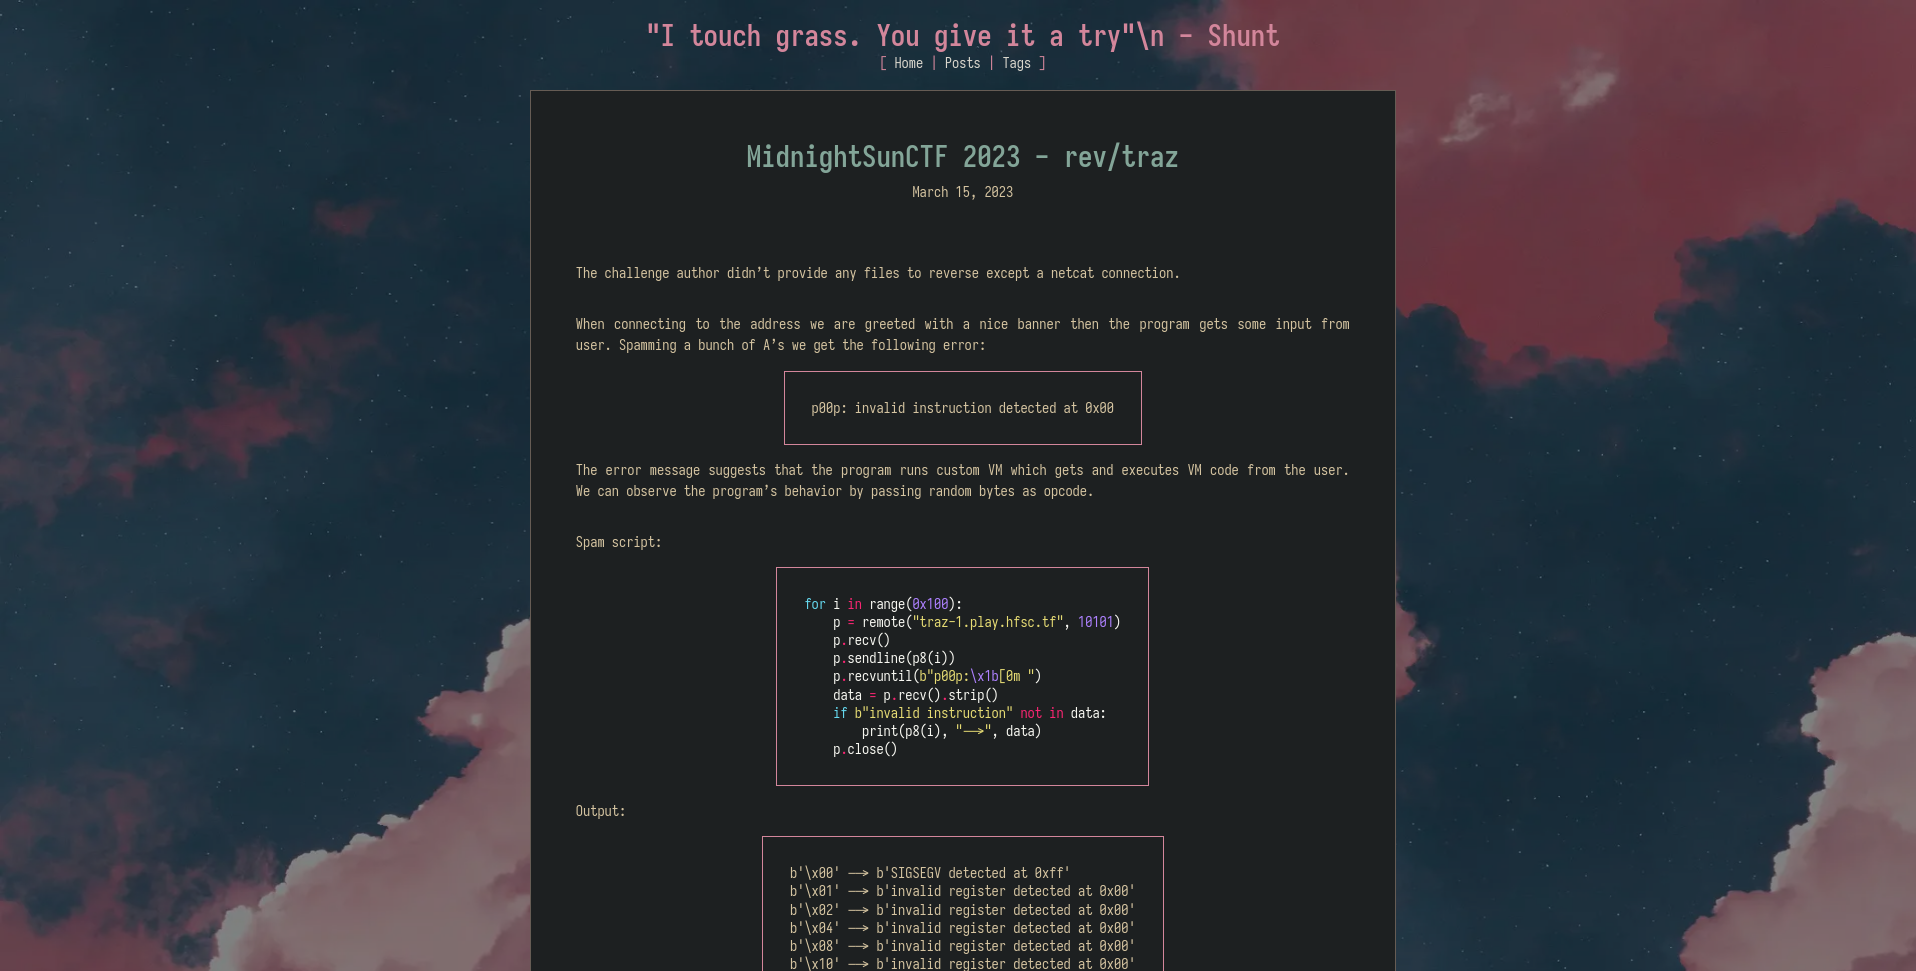 "I touch grass. You give it a try"\n - Shunt
[ Home | Posts | Tags ]
MidnightSunCTF 2023 - rev/traz
March 15, 2023
The challenge author didn’t provide any files to reverse except a netcat connection.
When connecting to the address we are greeted with a nice banner then the program gets some input from
user. Spamming a bunch of A’s we get the following error:
p00p: invalid instruction detected at 0x00
The error message suggests that the program runs custom VM which gets and executes VM code from the user.
We can observe the program’s behavior by passing random bytes as opcode.
Spam script:
for i in range(0x100):
    p = remote("traz-1.play.hfsc.tf", 10101)
    p.recv()
    p.sendline(p8(i))
    p.recvuntil(b"p00p:\x1b[0m ")
    data = p.recv().strip()
    if b"invalid instruction" not in data:
        print(p8(i), "-->", data)
    p.close()
Output:
b'\x00' --> b'SIGSEGV detected at 0xff'
b'\x01' --> b'invalid register detected at 0x00'
b'\x02' --> b'invalid register detected at 0x00'
b'\x04' --> b'invalid register detected at 0x00'
b'\x08' --> b'invalid register detected at 0x00'
b'\x10' --> b'invalid register detected at 0x00'